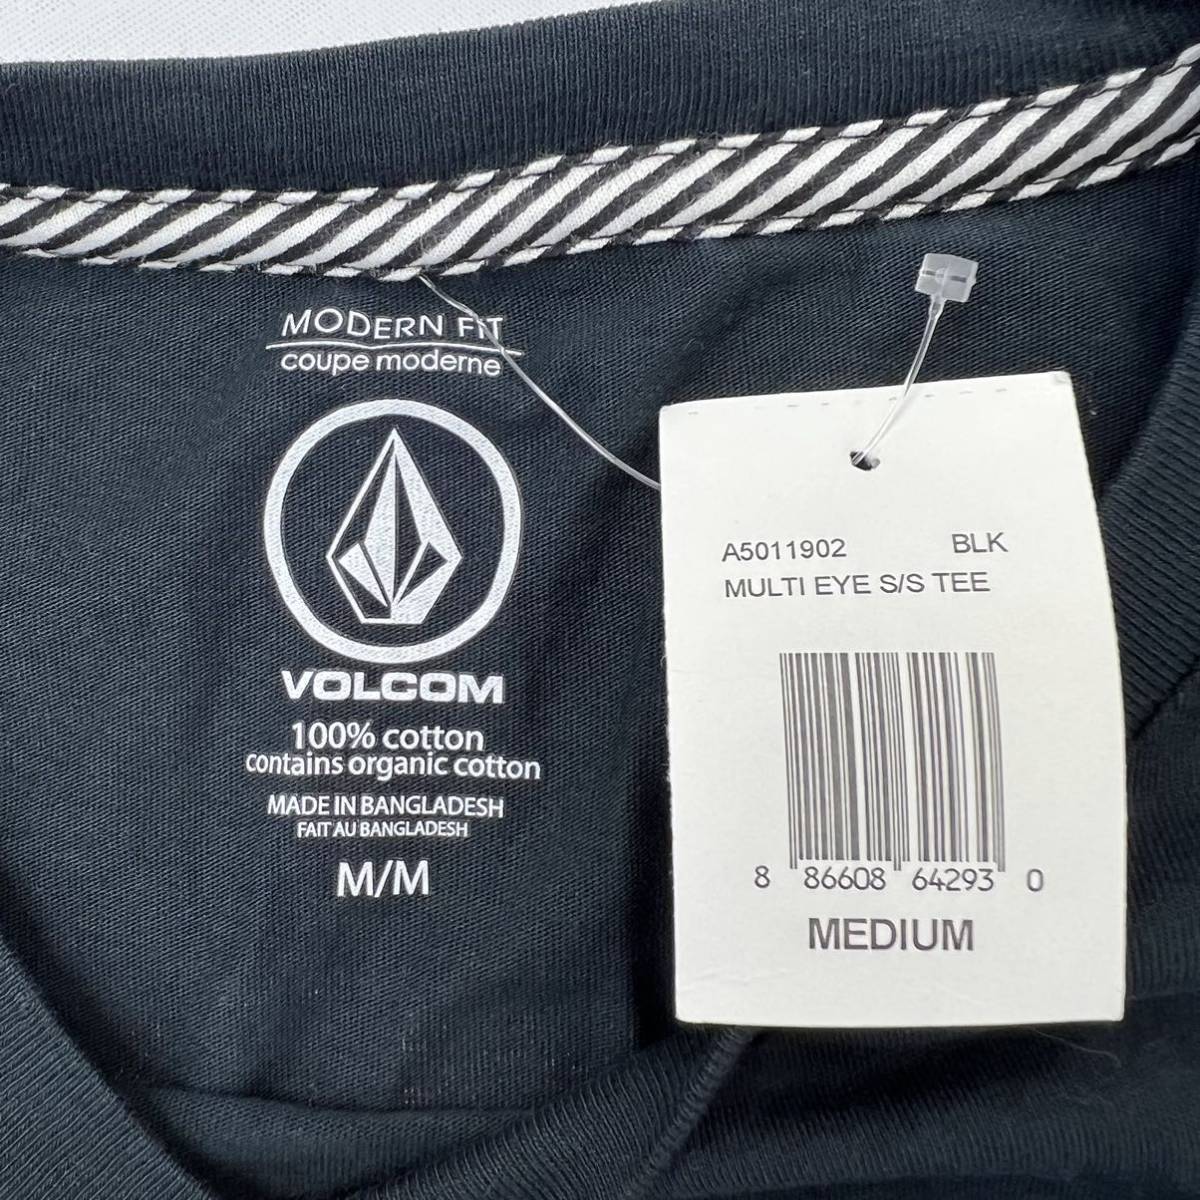 MODERN FIT
coupe moderne
VOLCOM
100% cotton
contains organic cotton
MADE IN BANGLADESH
FAIT AU BANGLADESH
M/M
A5011902 BLK
MULTI EYE S/S TEE
8 86608 64293 0
MEDIUM